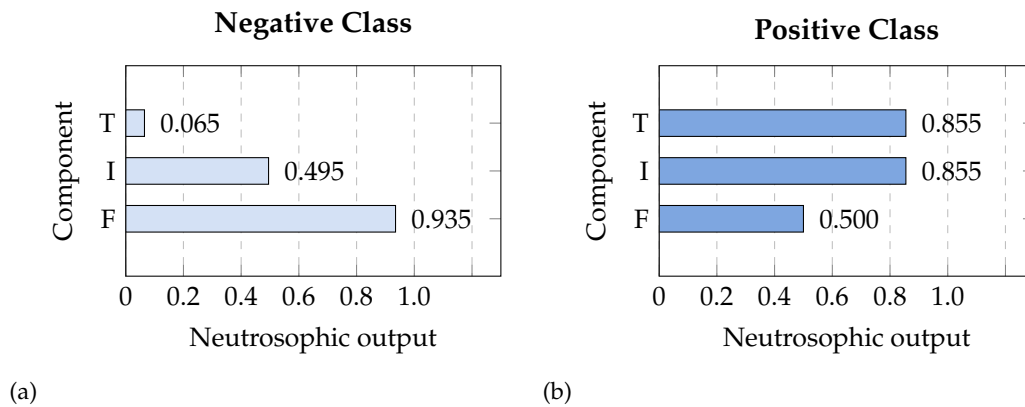 Negative Class
Component
T
0.065
I
0.495
F
0.935
0 0.2 0.4 0.6 0.8 1.0
Neutrosophic output
(a)
Positive Class
Component
T
0.855
I
0.855
F
0.500
0 0.2 0.4 0.6 0.8 1.0
Neutrosophic output
(b)